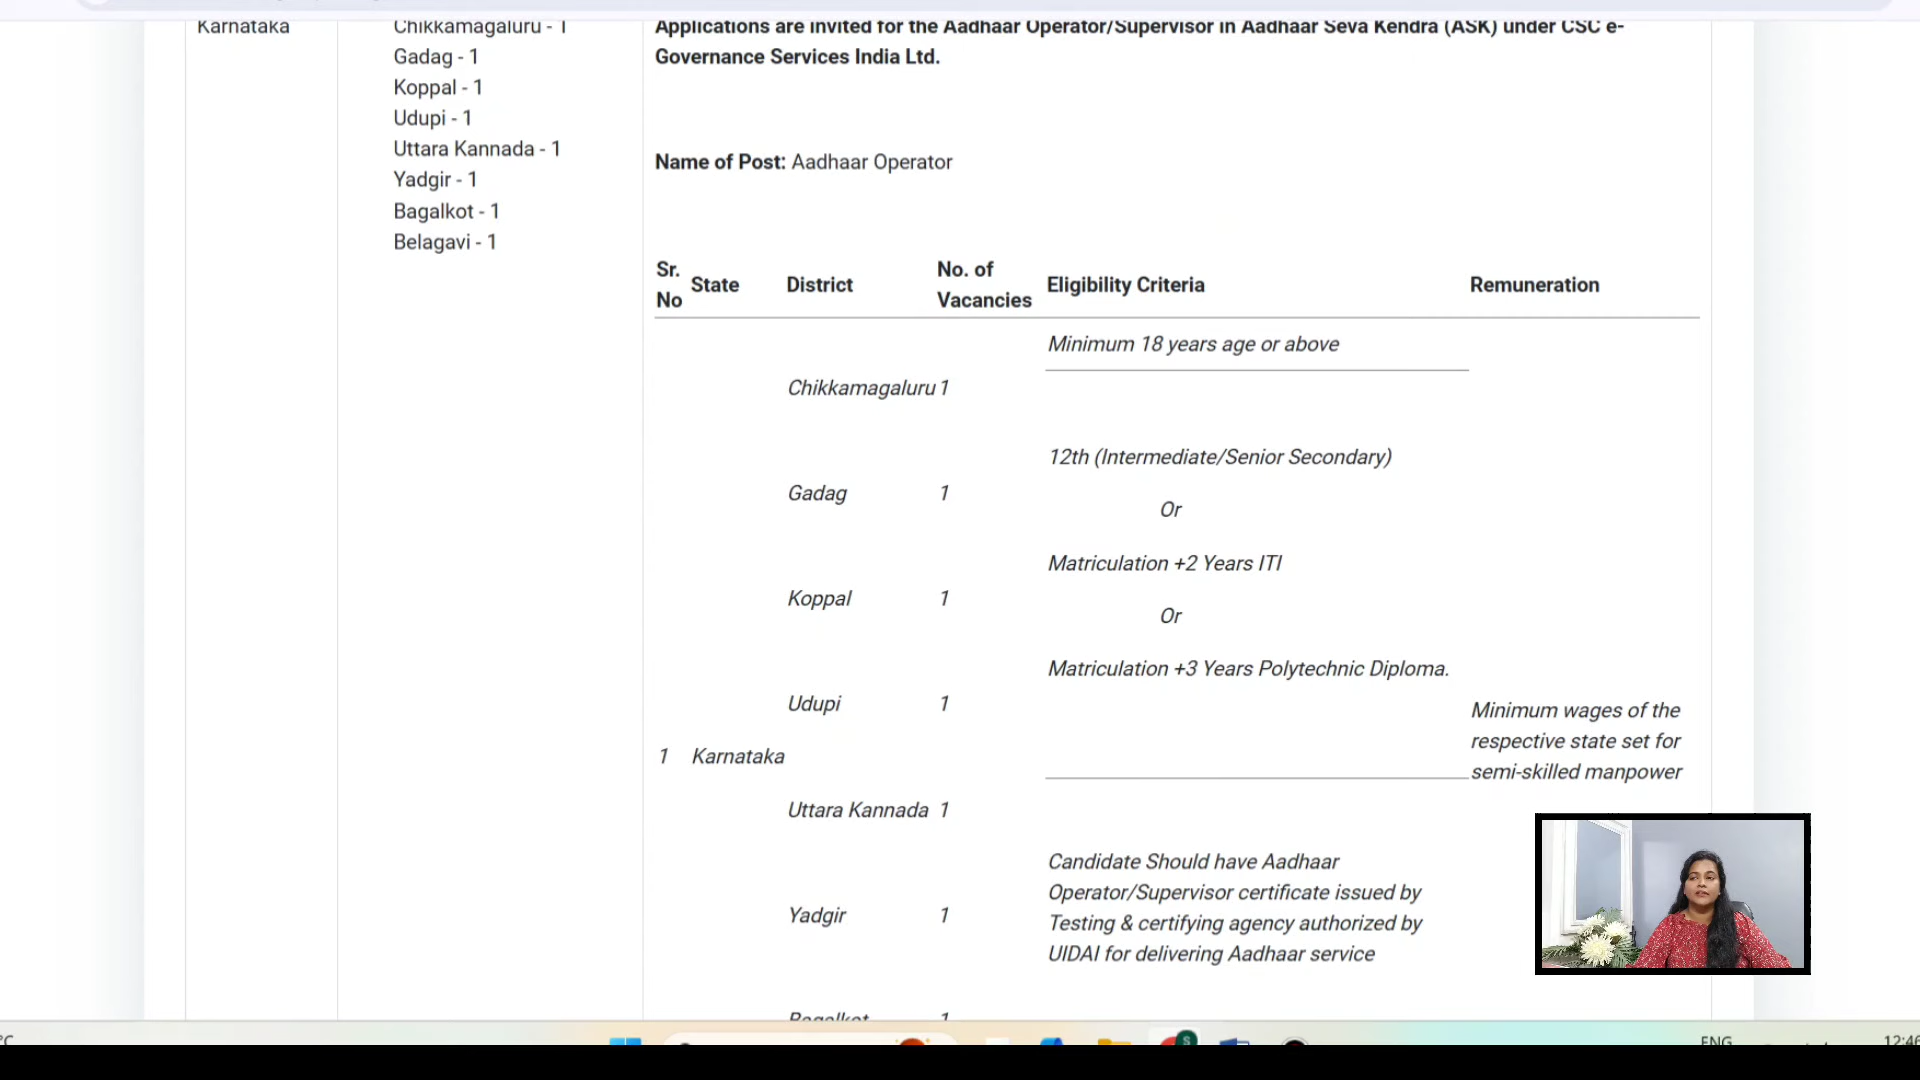 Karnataka
Chikkamagaluru - 1
Gadag - 1
Koppal - 1
Udupi - 1
Uttara Kannada - 1
Yadgir - 1
Bagalkot - 1
Belagavi - 1
Applications are invited for the Aadhaar Operator/Supervisor in Aadhaar Seva Kendra (ASK) under CSC e-
Governance Services India Ltd.
Name of Post: Aadhaar Operator
Sr. No State District No. of Vacancies Eligibility Criteria Remuneration
Minimum 18 years age or above
Chikkamagaluru 1
12th (Intermediate/Senior Secondary)
Gadag 1
Or
Matriculation +2 Years ITI
Koppal 1
Or
Matriculation +3 Years Polytechnic Diploma.
Udupi 1
Minimum wages of the
respective state set for
semi-skilled manpower
1 Karnataka
Uttara Kannada 1
Candidate Should have Aadhaar
Operator/Supervisor certificate issued by
Testing & certifying agency authorized by
UIDAI for delivering Aadhaar service
Yadgir 1
Bagalkot 1
ENG
12:46